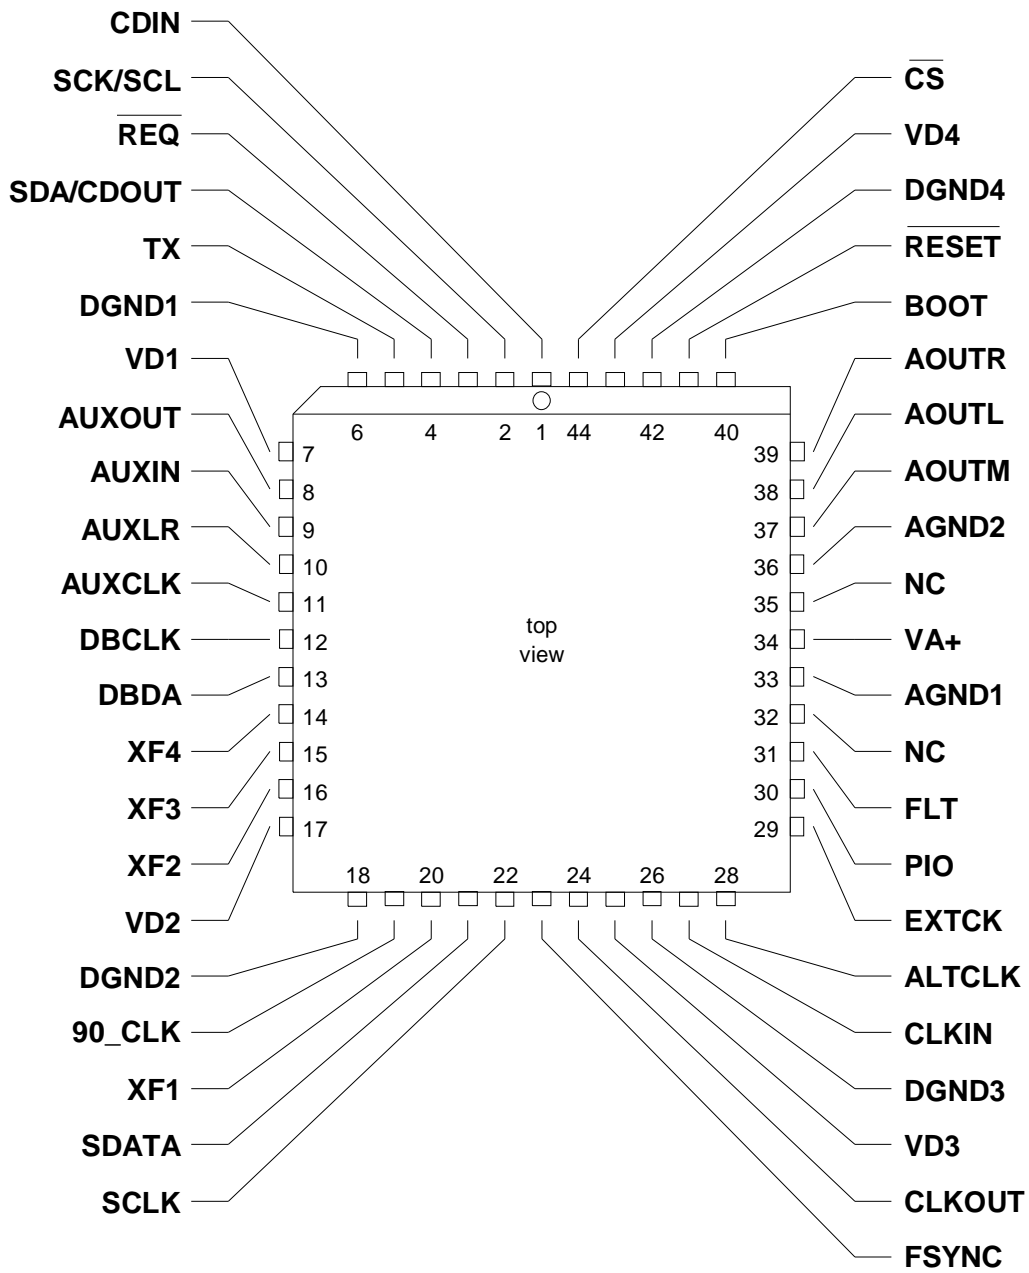 CDIN
SCK/SCL
REQ
SDA/CDOUT
TX
DGND1
VD1
AUXOUT
AUXIN
AUXLR
AUXCLK
DBCLK
DBDA
XF4
XF3
XF2
VD2
DGND2
90_CLK
XF1
SDATA
SCLK
CS
VD4
DGND4
RESET
BOOT
AOUTR
AOUTL
AOUTM
AGND2
NC
VA+
AGND1
NC
FLT
PIO
EXTCK
ALTCLK
CLKIN
DGND3
VD3
CLKOUT
FSYNC
6 4 2 1 44 42 40
7
8
9
10
11
12
13
14
15
16
17
39
38
37
36
35
34
33
32
31
30
29
top
view
18 20 22 24 26 28